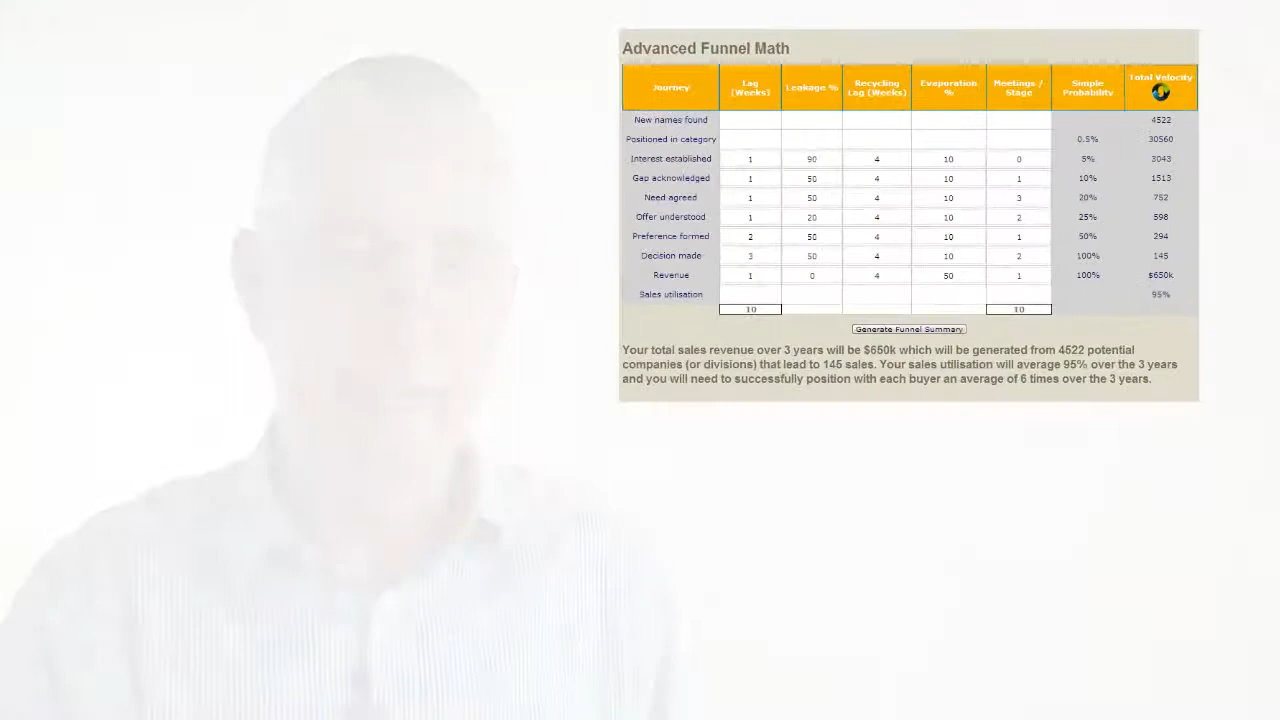 Advanced Funnel Math
Journey Lag (Weeks) Leakage % Recycling Lag (Weeks) Evaporation % Meetings / Stage Simple Probability Total Velocity
New names found 4522
Positioned in category 0.5% 30560
Interest established 1 90 4 10 0 5% 3043
Gap acknowledged 1 50 4 10 1 10% 1513
Need agreed 1 50 4 10 3 20% 752
Offer understood 1 20 4 10 2 25% 598
Preference formed 2 50 4 10 1 50% 294
Decision made 3 50 4 10 2 100% 145
Revenue 1 0 4 50 1 100% $650k
Sales utilisation 95%
10 10
Generate Funnel Summary
Your total sales revenue over 3 years will be $650k which will be generated from 4522 potential
companies (or divisions) that lead to 145 sales. Your sales utilisation will average 95% over the 3 years
and you will need to successfully position with each buyer an average of 6 times over the 3 years.